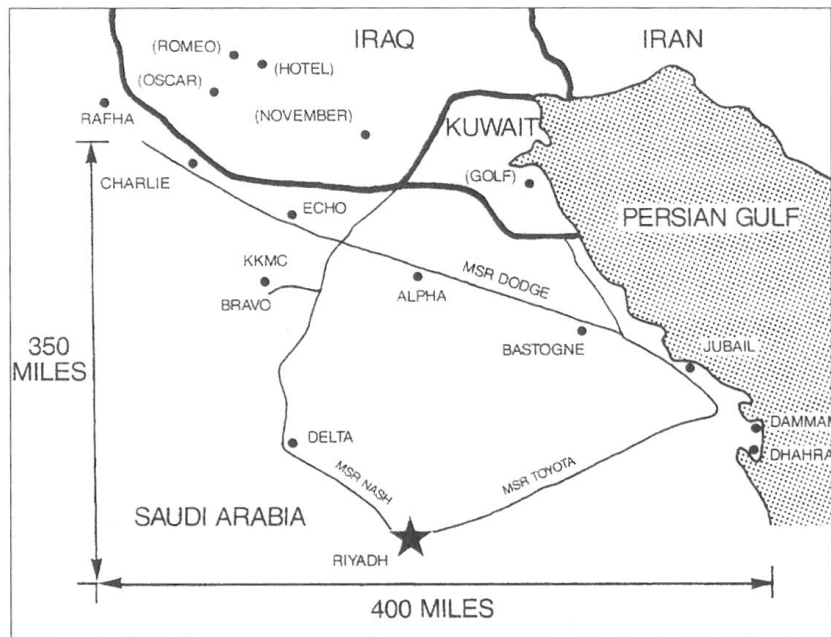 IRAQ
IRAN
(ROMEO)
(HOTEL)
(OSCAR)
RAFHA
(NOVEMBER)
KUWAIT
CHARLIE
(GOLF)
ECHO
PERSIAN GULF
KKMC
MSR DODGE
BRAVO
ALPHA
350
MILES
BASTOGNE
JUBAIL
DELTA
DAMMAM
DHAHRA
MSR NASH
MSR TOYOTA
SAUDI ARABIA
RIYADH
400 MILES